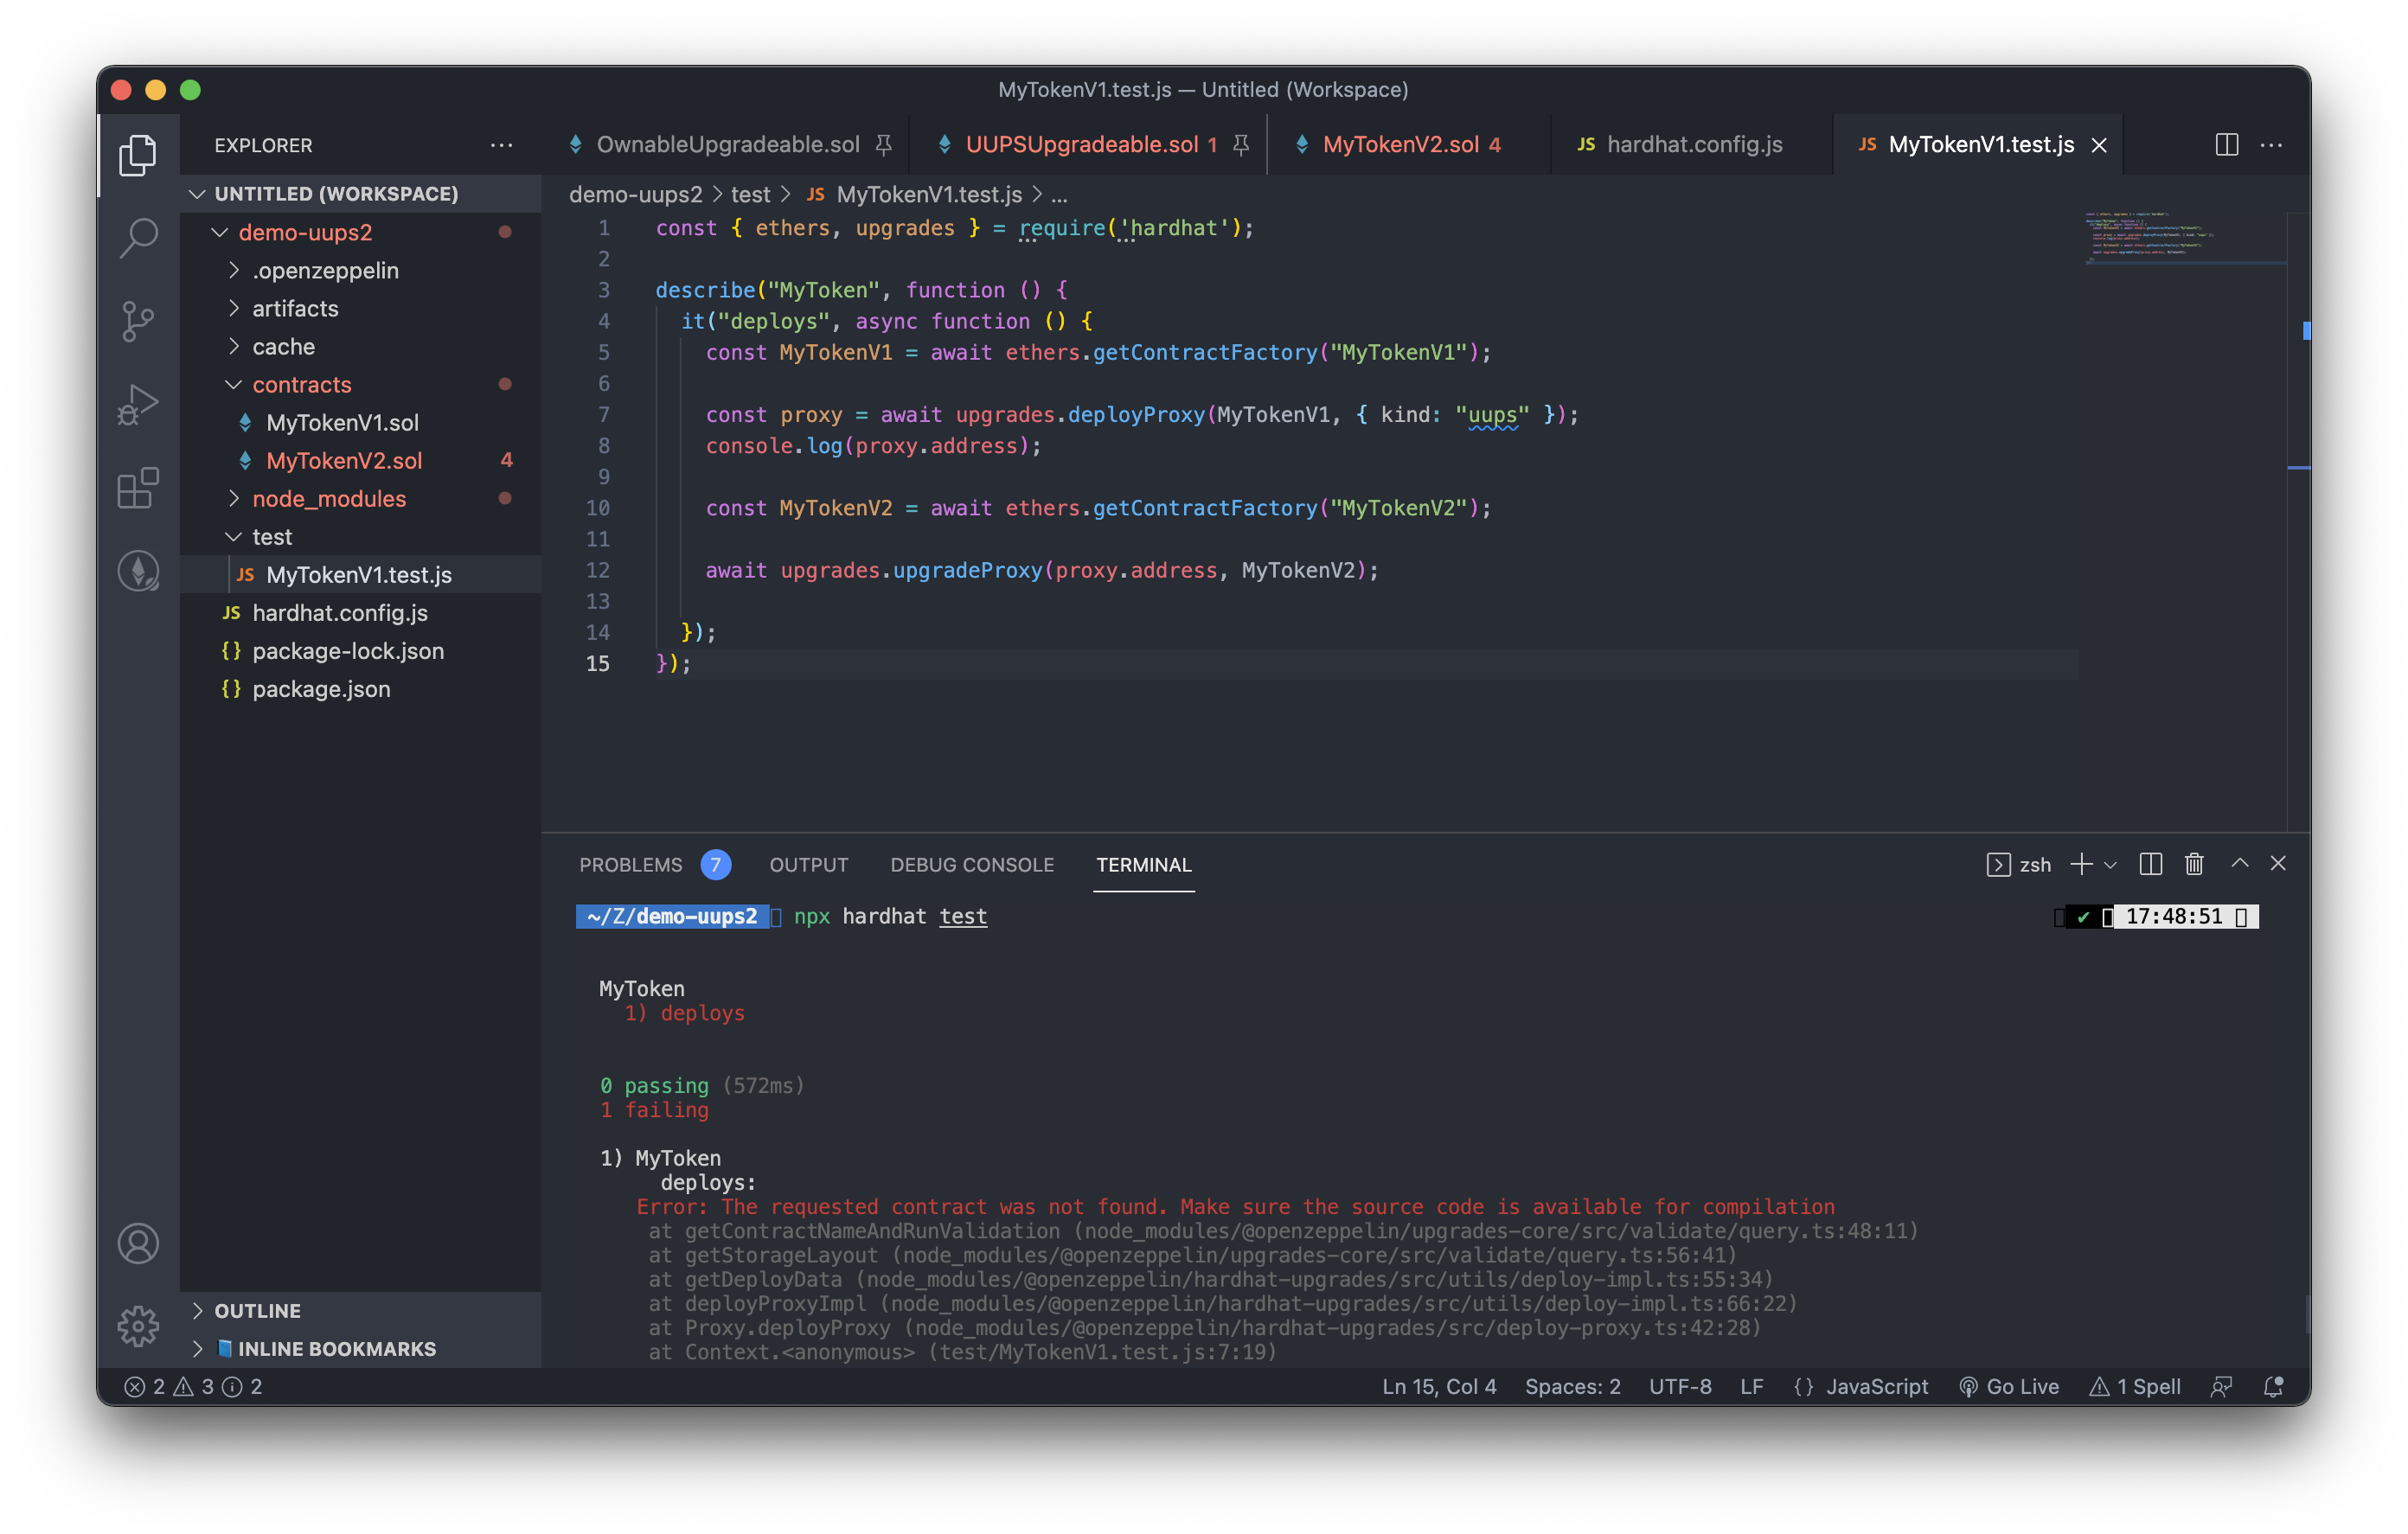 MyTokenV1.test.js — Untitled (Workspace)
EXPLORER
OwnableUpgradeable.sol
UUPSUpgradeable.sol 1
MyTokenV2.sol 4
JS hardhat.config.js
JS MyTokenV1.test.js
UNTITLED (WORKSPACE)
demo-uups2
.openzeppelin
artifacts
cache
contracts
MyTokenV1.sol
MyTokenV2.sol 4
node_modules
test
JS MyTokenV1.test.js
JS hardhat.config.js
{} package-lock.json
{} package.json
OUTLINE
INLINE BOOKMARKS
demo-uups2 > test > JS MyTokenV1.test.js > ...
1 const { ethers, upgrades } = require('hardhat');
2
3 describe("MyToken", function () {
4 it("deploys", async function () {
5 const MyTokenV1 = await ethers.getContractFactory("MyTokenV1");
6
7 const proxy = await upgrades.deployProxy(MyTokenV1, { kind: "uups" });
8 console.log(proxy.address);
9
10 const MyTokenV2 = await ethers.getContractFactory("MyTokenV2");
11
12 await upgrades.upgradeProxy(proxy.address, MyTokenV2);
13
14 });
15 });
PROBLEMS 7 OUTPUT DEBUG CONSOLE TERMINAL
zsh
~/Z/demo-uups2 npx hardhat test
✔ 17:48:51
MyToken
1) deploys
0 passing (572ms)
1 failing
1) MyToken
deploys:
Error: The requested contract was not found. Make sure the source code is available for compilation
at getContractNameAndRunValidation (node_modules/@openzeppelin/upgrades-core/src/validate/query.ts:48:11)
at getStorageLayout (node_modules/@openzeppelin/upgrades-core/src/validate/query.ts:56:41)
at getDeployData (node_modules/@openzeppelin/hardhat-upgrades/src/utils/deploy-impl.ts:55:34)
at deployProxyImpl (node_modules/@openzeppelin/hardhat-upgrades/src/utils/deploy-impl.ts:66:22)
at Proxy.deployProxy (node_modules/@openzeppelin/hardhat-upgrades/src/deploy-proxy.ts:42:28)
at Context.<anonymous> (test/MyTokenV1.test.js:7:19)
2 3 2
Ln 15, Col 4 Spaces: 2 UTF-8 LF {} JavaScript Go Live 1 Spell